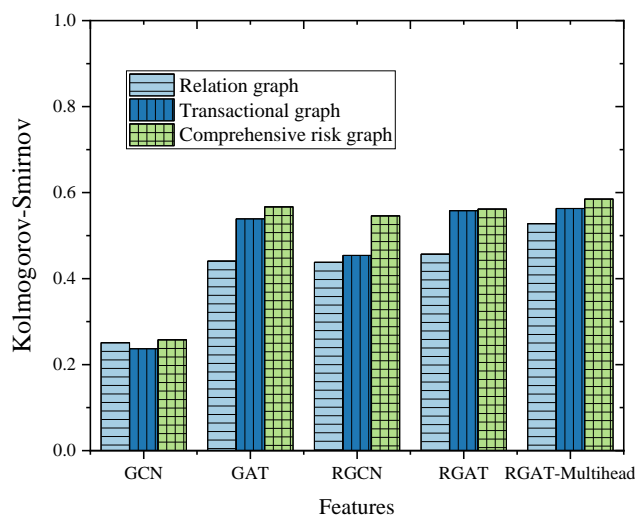 Kolmogorov-Smirnov
1.0
0.8
0.6
0.4
0.2
0.0
Relation graph
Transactional graph
Comprehensive risk graph
GCN GAT RGCN RGAT RGAT-Multihead
Features